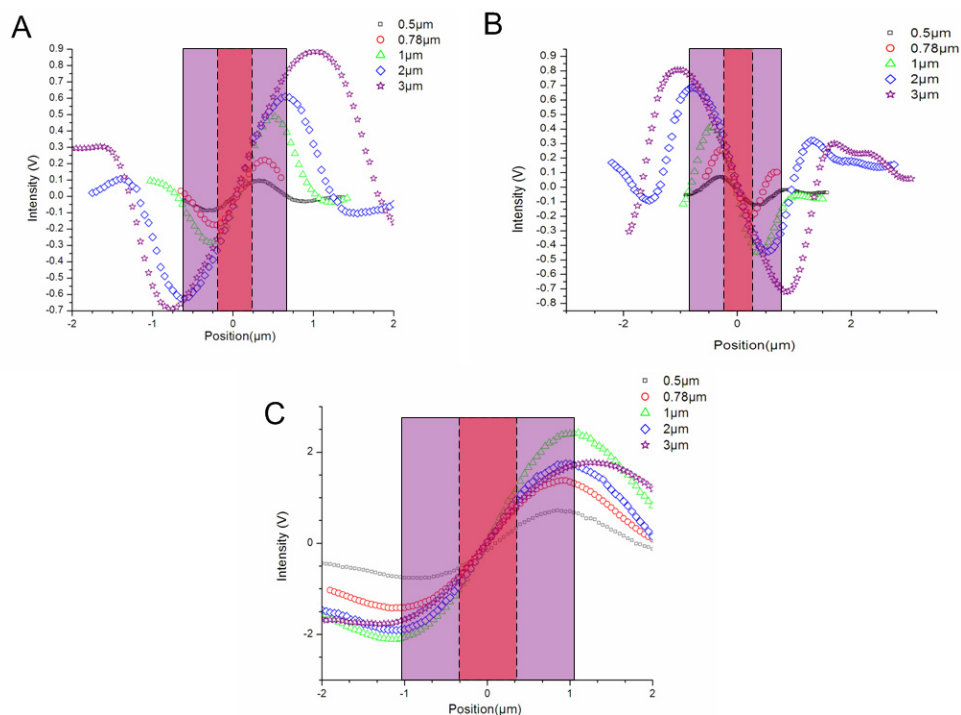 A
0.5µm
0.78µm
1µm
2µm
3µm
0.9
0.8
0.7
0.6
0.5
0.4
0.3
0.2
0.1
0.0
-0.1
-0.2
-0.3
-0.4
-0.5
-0.6
-0.7
Intensity (V)
-2
-1
0
1
2
Position(µm)
B
0.5µm
0.78µm
1µm
2µm
3µm
0.9
0.8
0.7
0.6
0.5
0.4
0.3
0.2
0.1
-0.0
-0.1
-0.2
-0.3
-0.4
-0.5
-0.6
-0.7
-0.8
Intensity (V)
-2
0
2
Position(µm)
C
0.5µm
0.78µm
1µm
2µm
3µm
2
0
-2
Intensity (V)
-2
-1
0
1
2
Position(µm)